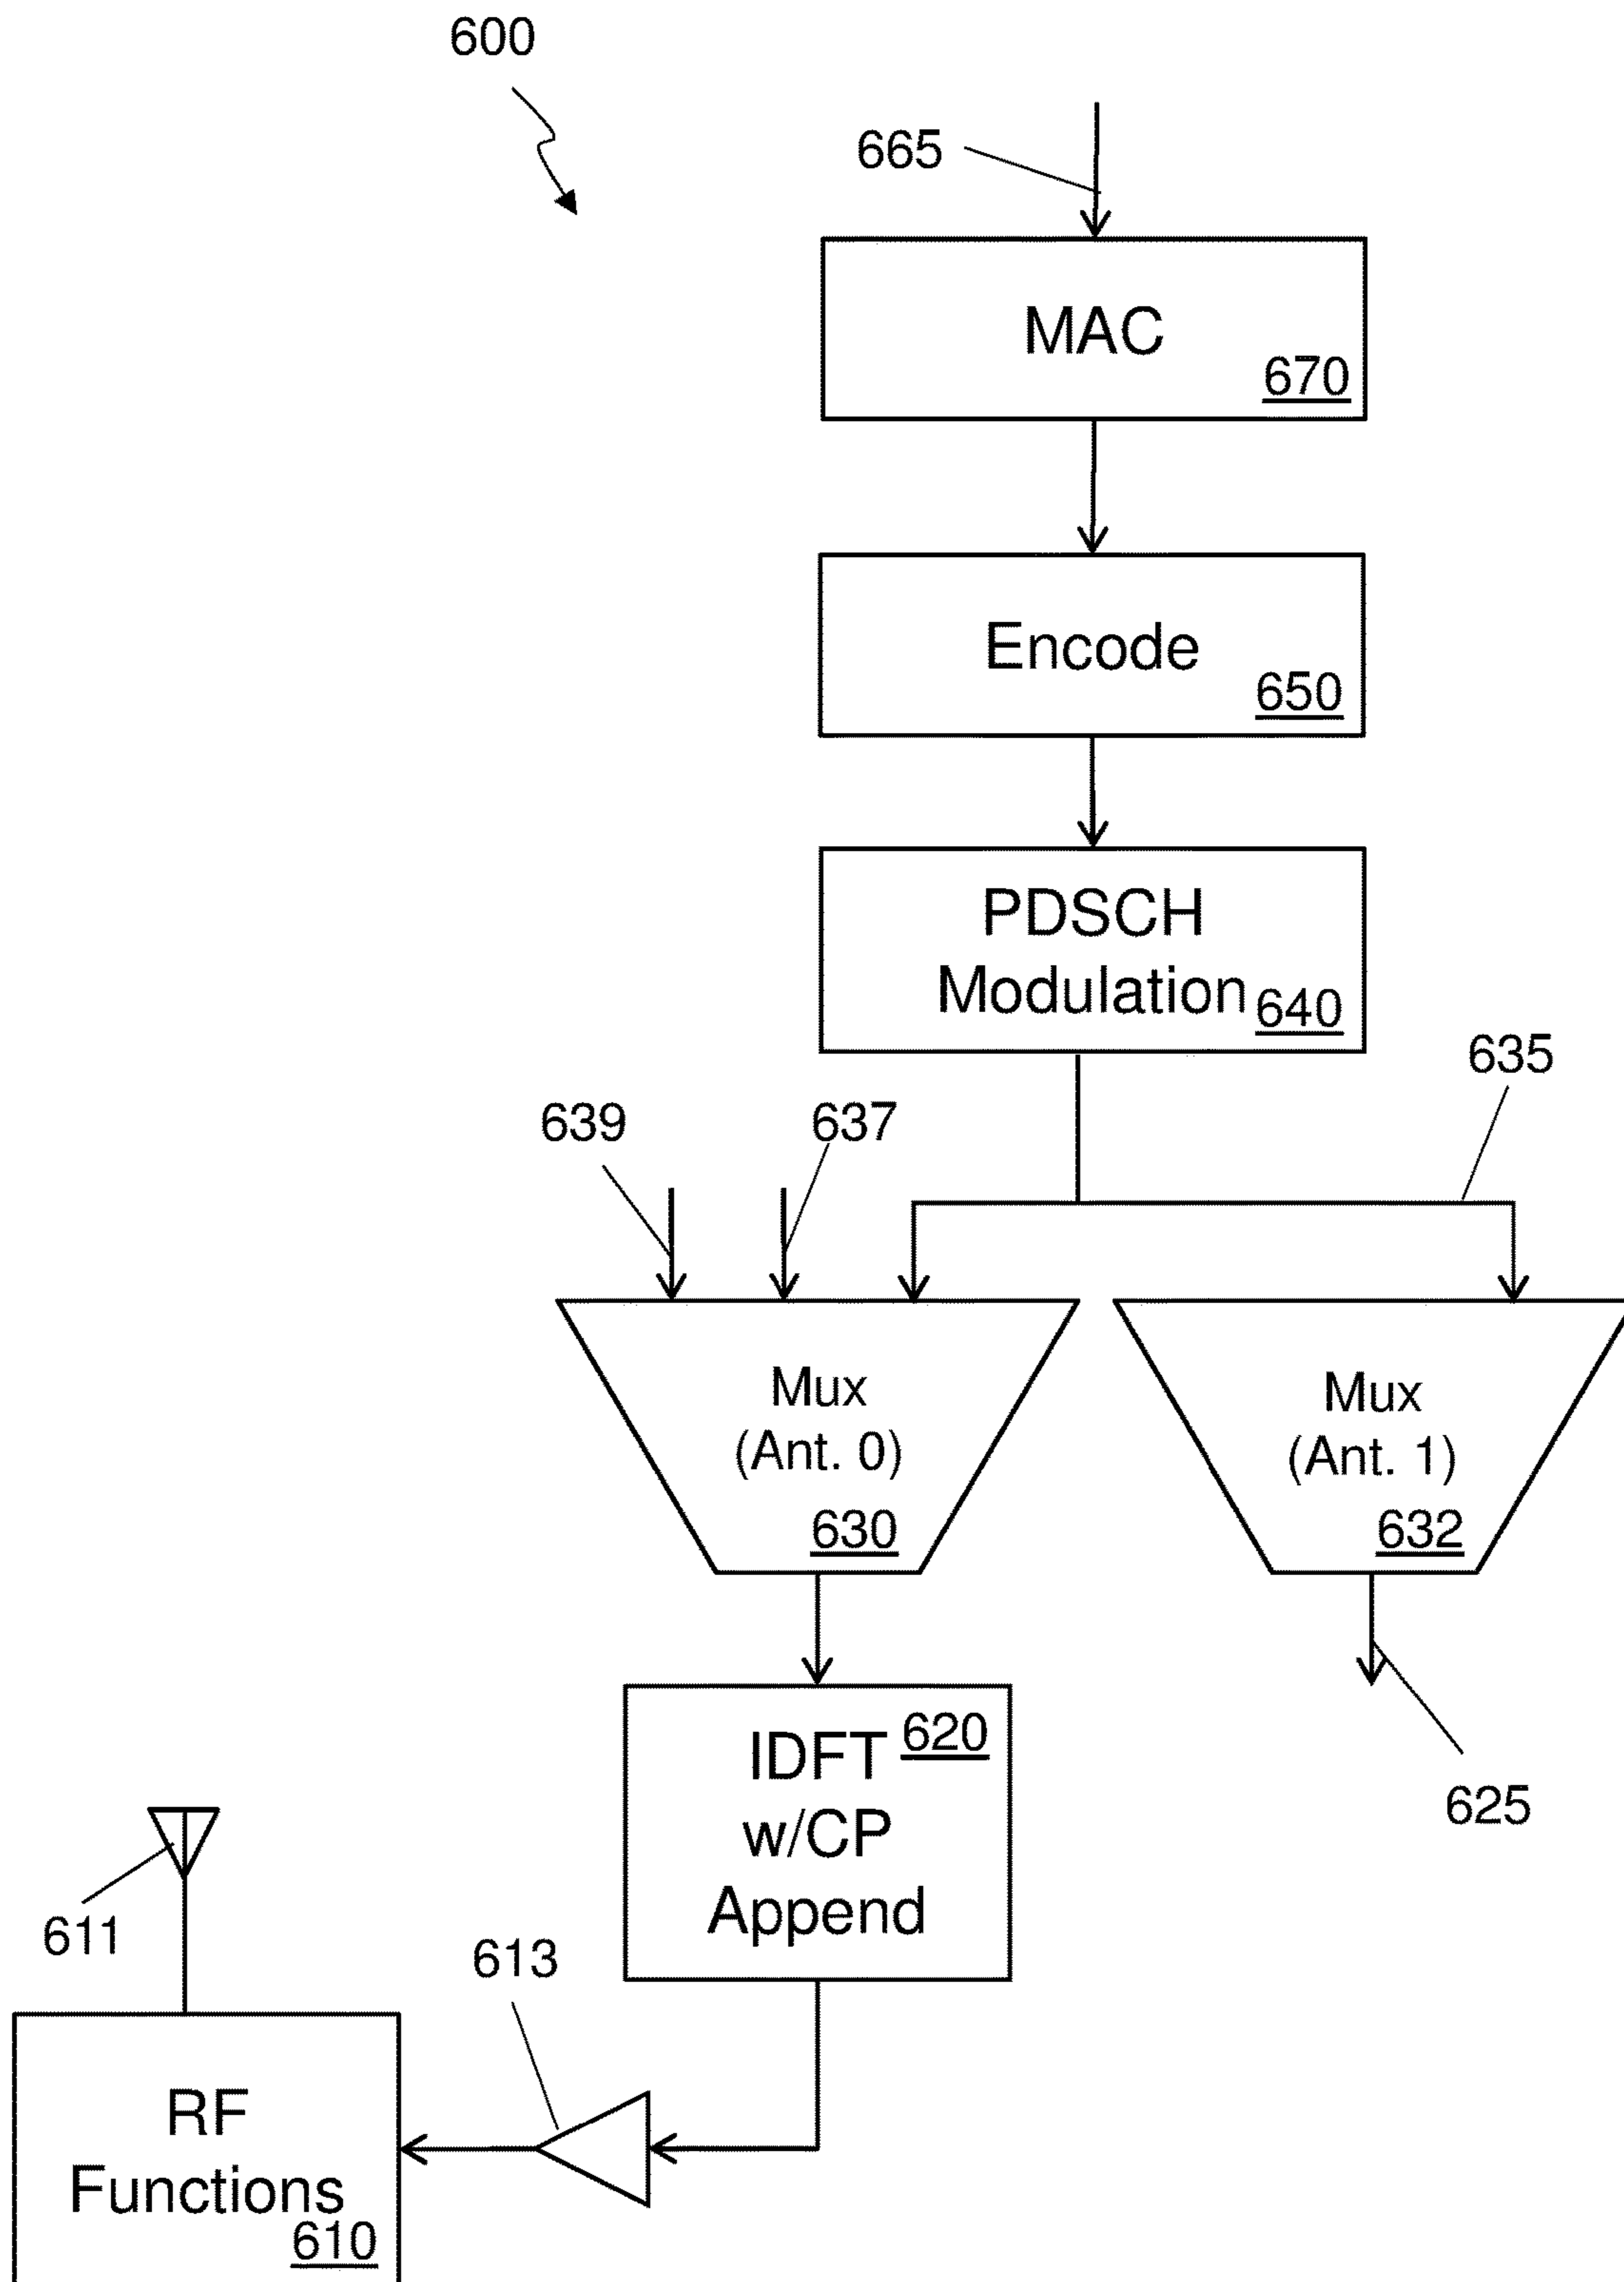 600
665
MAC
670
Encode
650
PDSCH
Modulation
640
635
639
637
Mux
(Ant. 0)
630
Mux
(Ant. 1)
632
IDFT
620
w/CP
Append
625
611
613
RF
Functions
610